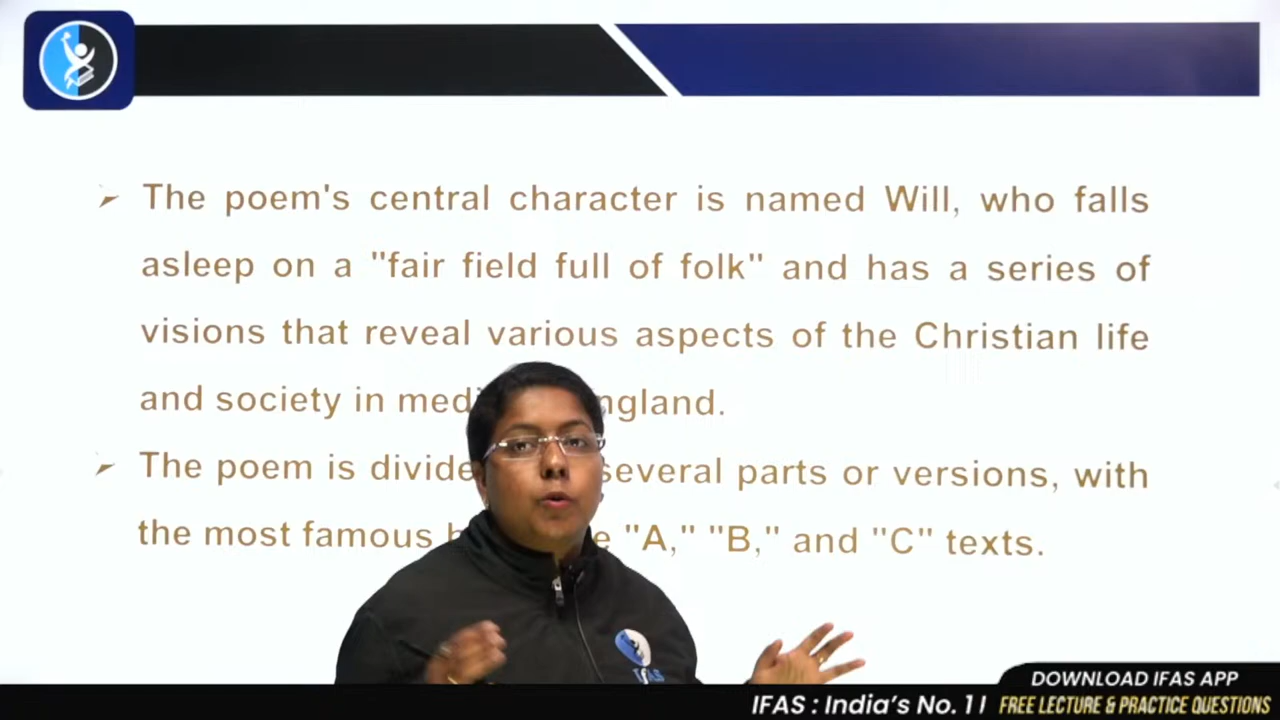 The poem's central character is named Will, who falls
asleep on a "fair field full of folk" and has a series of
visions that reveal various aspects of the Christian life
and society in med ngland.
The poem is divide several parts or versions, with
the most famous b e "A," "B," and "C" texts.
IFAS
DOWNLOAD IFAS APP
IFAS : India's No. 1 I FREE LECTURE & PRACTICE QUESTIONS